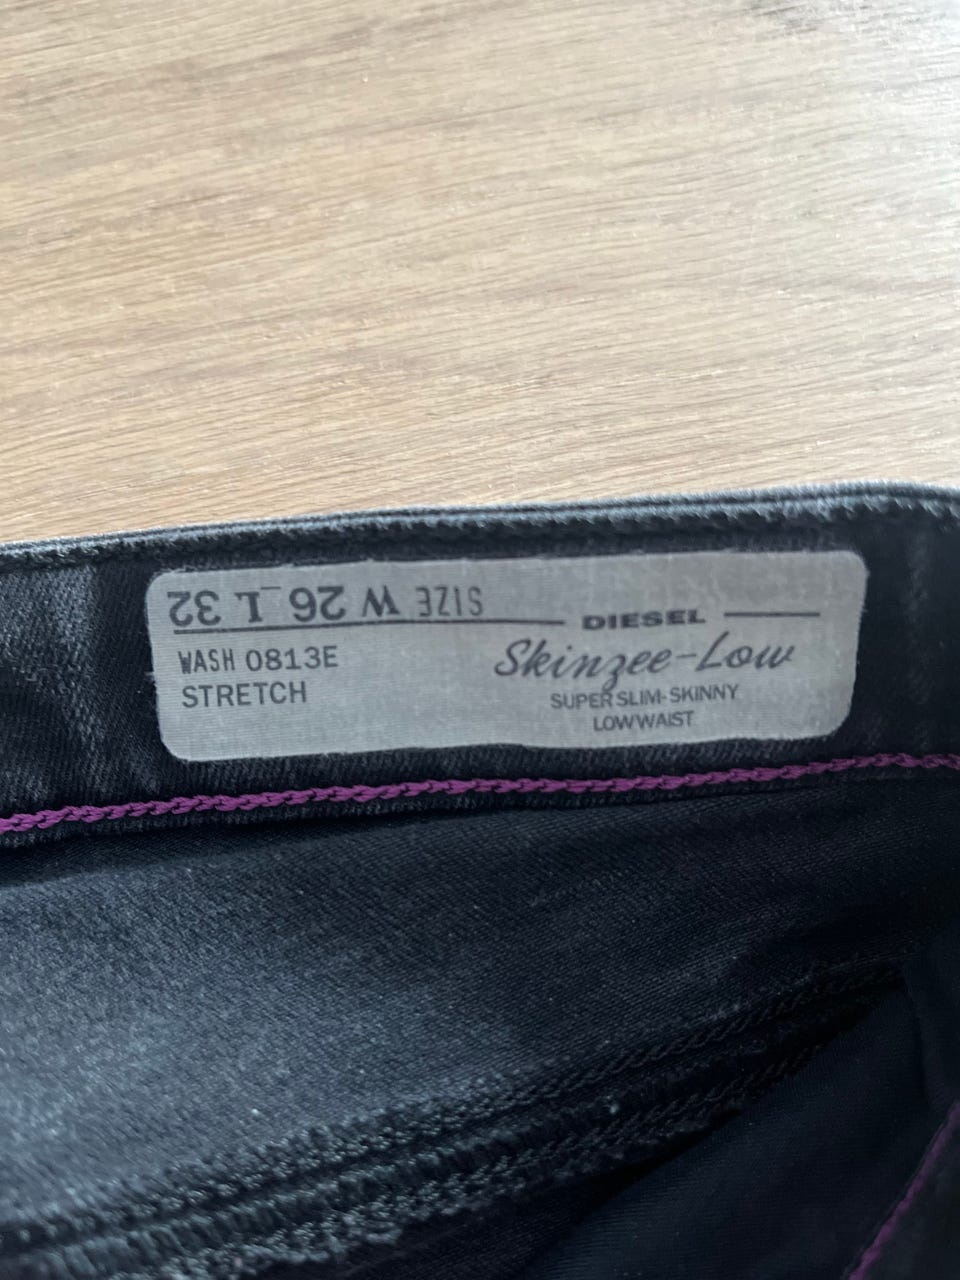 SIZE W 26 L 32
WASH 0813E
STRETCH
DIESEL
Skinzee-Low
SUPER SLIM-SKINNY
LOW WAIST